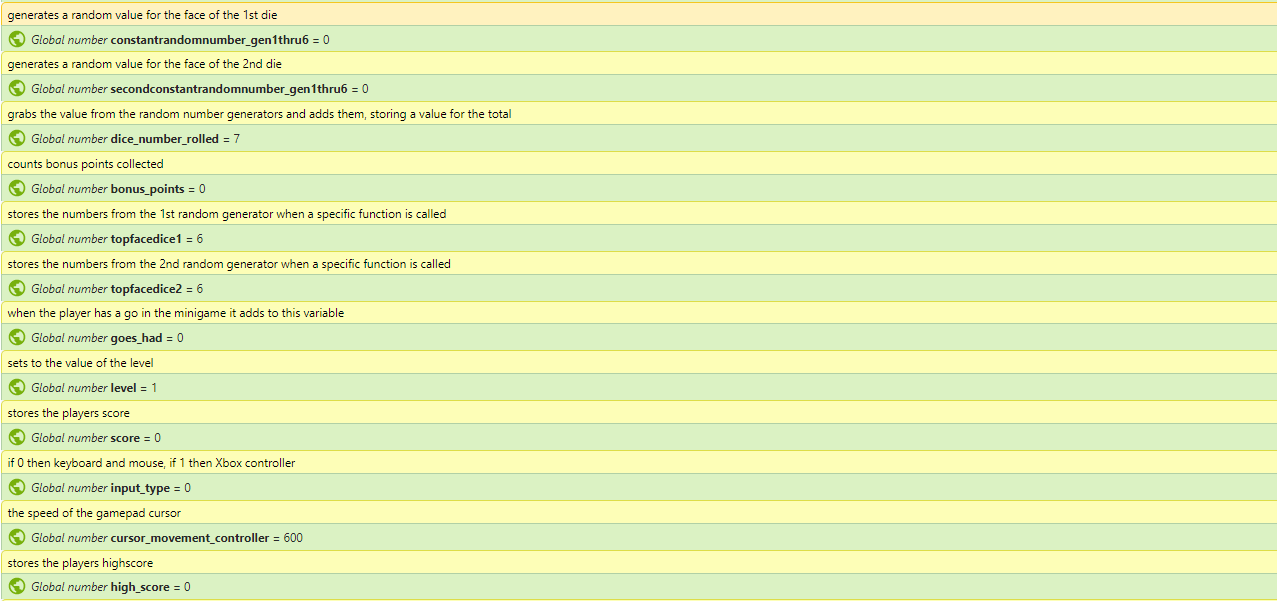 generates a random value for the face of the 1st die
Global number constantrandomnumber_gen1thru6 = 0
generates a random value for the face of the 2nd die
Global number secondconstantrandomnumber_gen1thru6 = 0
grabs the value from the random number generators and adds them, storing a value for the total
Global number dice_number_rolled = 7
counts bonus points collected
Global number bonus_points = 0
stores the numbers from the 1st random generator when a specific function is called
Global number topfacedice1 = 6
stores the numbers from the 2nd random generator when a specific function is called
Global number topfacedice2 = 6
when the player has a go in the minigame it adds to this variable
Global number goes_had = 0
sets to the value of the level
Global number level = 1
stores the players score
Global number score = 0
if 0 then keyboard and mouse, if 1 then Xbox controller
Global number input_type = 0
the speed of the gamepad cursor
Global number cursor_movement_controller = 600
stores the players highscore
Global number high_score = 0